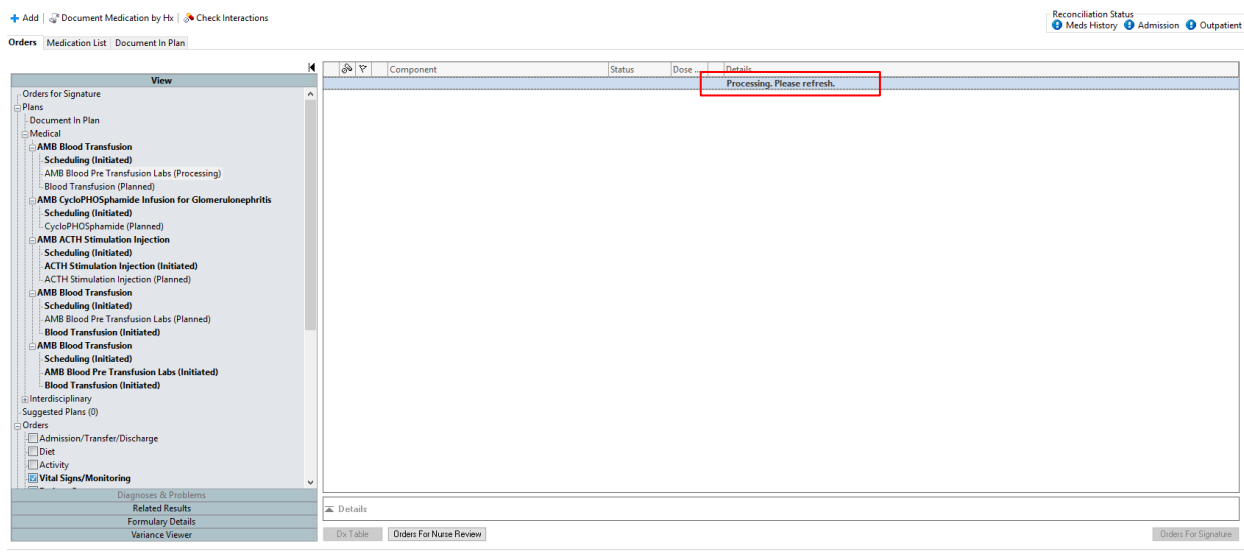 Add Document Medication by Hx Check Interactions
Reconciliation Status
Meds History Admission Outpatient
Orders Medication List Document In Plan
View
Orders for Signature
Plans
Document In Plan
Medical
AMB Blood Transfusion
Scheduling (Initiated)
AMB Blood Pre Transfusion Labs (Processing)
Blood Transfusion (Planned)
AMB CycloPHOSphamide Infusion for Glomerulonephritis
Scheduling (Initiated)
CycloPHOSphamide (Planned)
AMB ACTH Stimulation Injection
Scheduling (Initiated)
ACTH Stimulation Injection (Initiated)
ACTH Stimulation Injection (Planned)
AMB Blood Transfusion
Scheduling (Initiated)
AMB Blood Pre Transfusion Labs (Planned)
Blood Transfusion (Initiated)
AMB Blood Transfusion
Scheduling (Initiated)
AMB Blood Pre Transfusion Labs (Initiated)
Blood Transfusion (Initiated)
Interdisciplinary
Suggested Plans (0)
Orders
Admission/Transfer/Discharge
Diet
Activity
Vital Signs/Monitoring
Diagnoses & Problems
Related Results
Formulary Details
Variance Viewer
Component Status Dose ... Details
Processing. Please refresh.
Details
Dx Table Orders For Nurse Review Orders For Signature